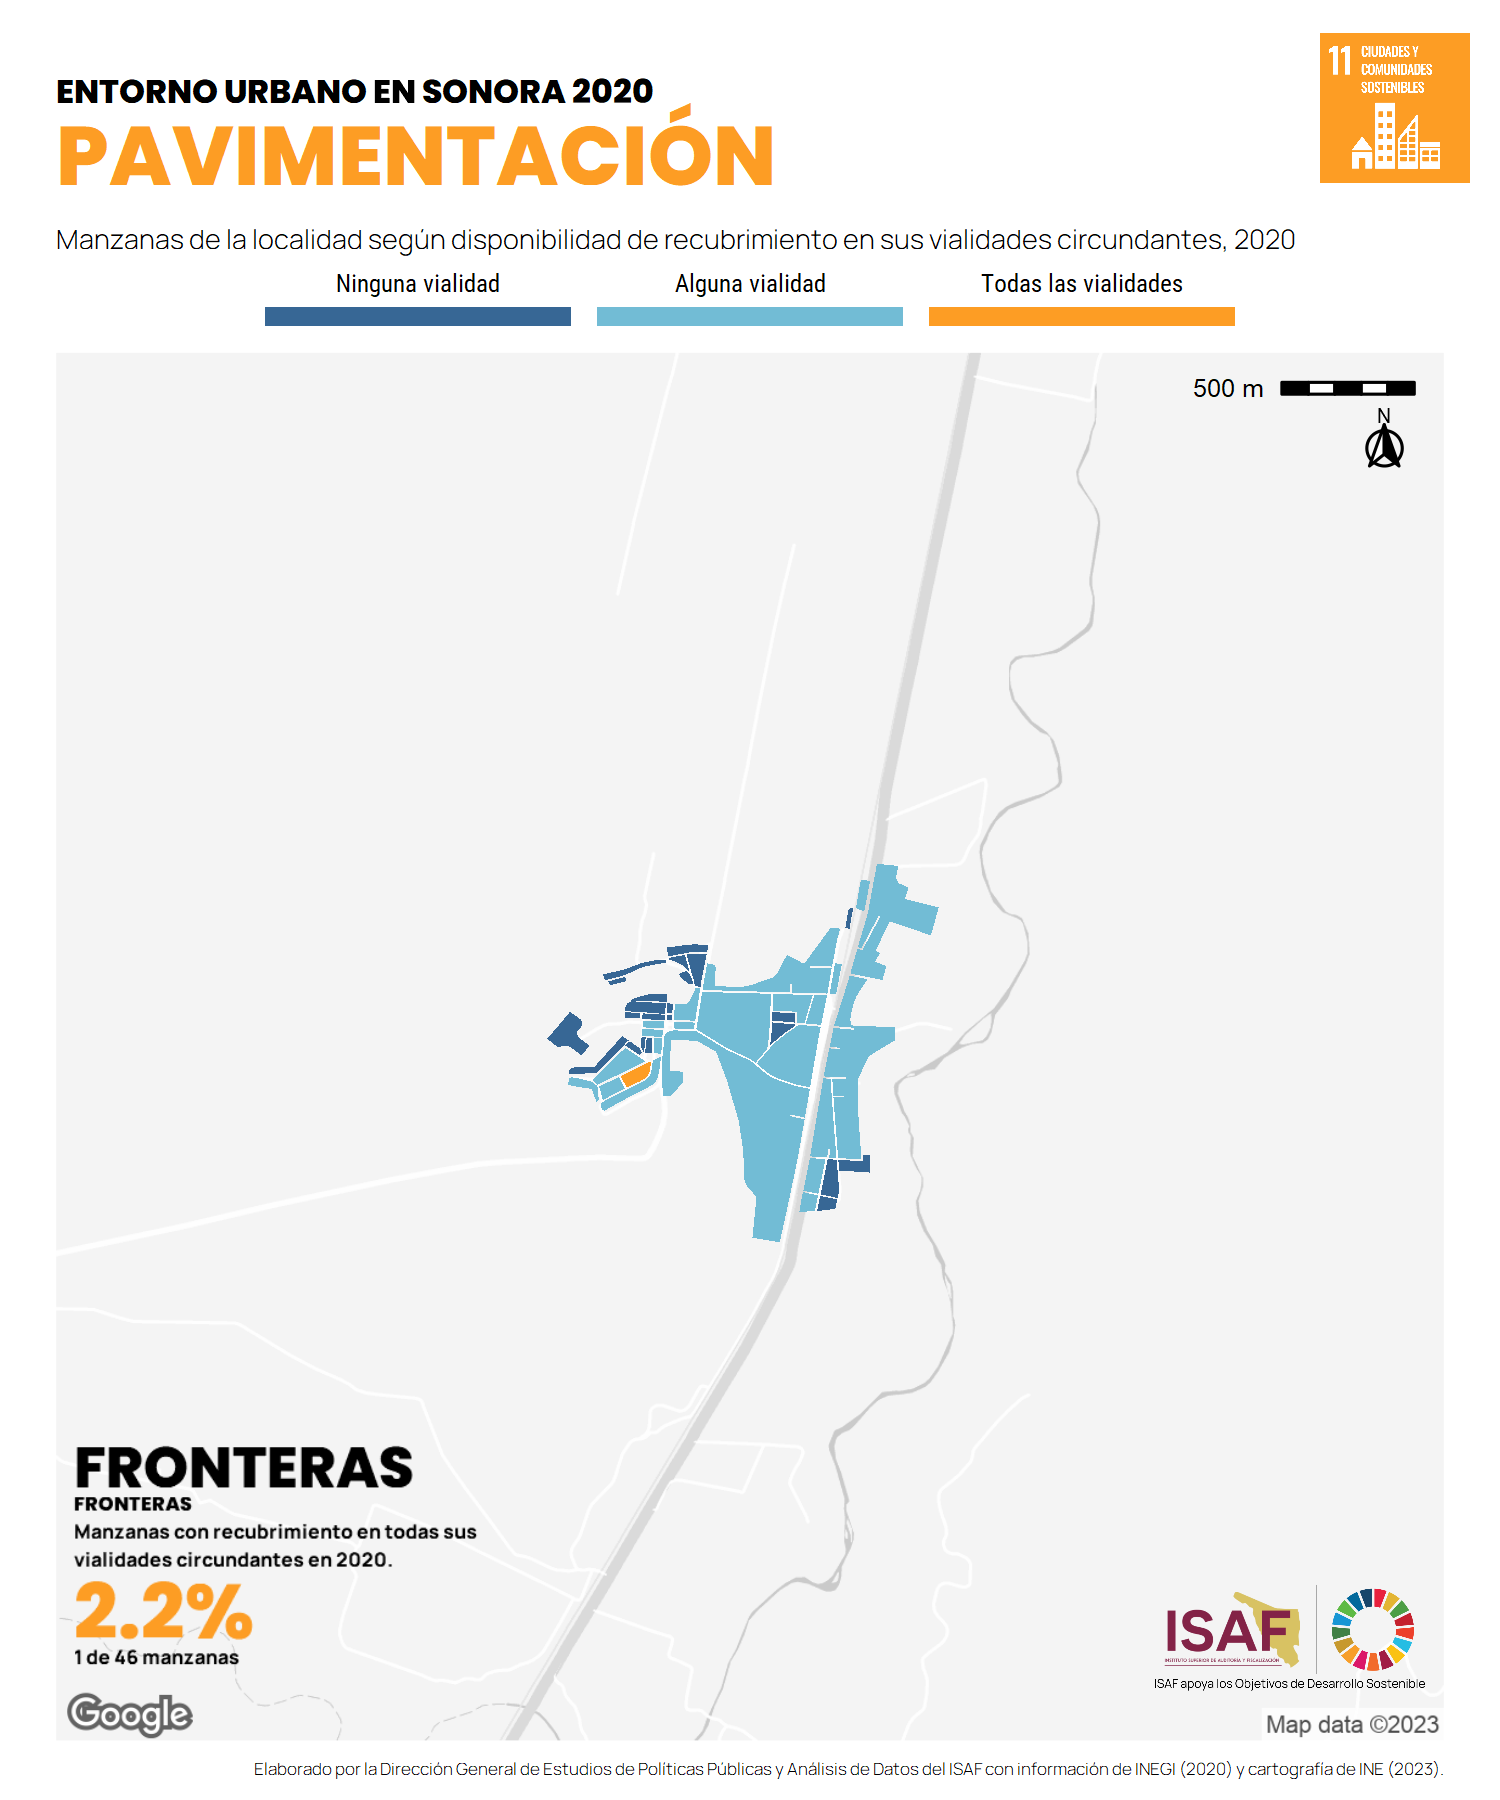 11 CIUDADES Y
COMUNIDADES
SOSTENIBLES
ENTORNO URBANO EN SONORA 2020
PAVIMENTACIÓN
Manzanas de la localidad según disponibilidad de recubrimiento en sus vialidades circundantes, 2020
Ninguna vialidad Alguna vialidad Todas las vialidades
500 m
N
FRONTERAS
FRONTERAS
Manzanas con recubrimiento en todas sus
vialidades circundantes en 2020.
2.2%
1 de 46 manzanas
ISAF
INSTITUTO SUPERIOR DE AUDITORÍA Y FISCALIZACIÓN
ISAF apoya los Objetivos de Desarrollo Sostenible
Google
Map data ©2023
Elaborado por la Dirección General de Estudios de Políticas Públicas y Análisis de Datos del ISAF con información de INEGI (2020) y cartografía de INE (2023).